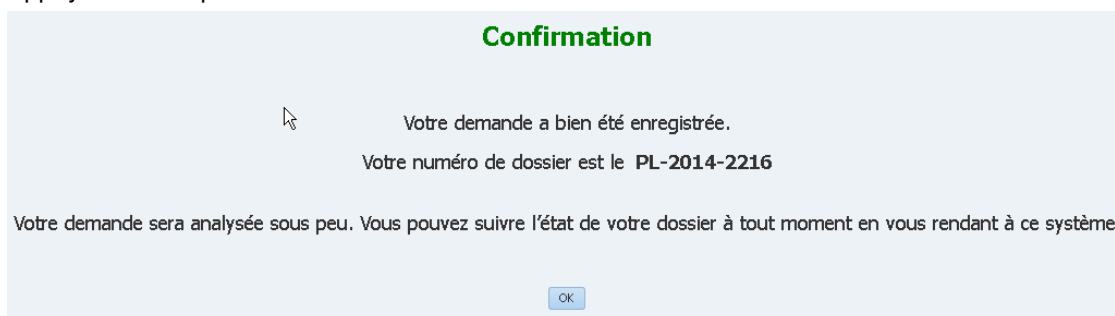 Confirmation
Votre demande a bien été enregistrée.
Votre numéro de dossier est le PL-2014-2216
Votre demande sera analysée sous peu. Vous pouvez suivre l'état de votre dossier à tout moment en vous rendant à ce système
OK